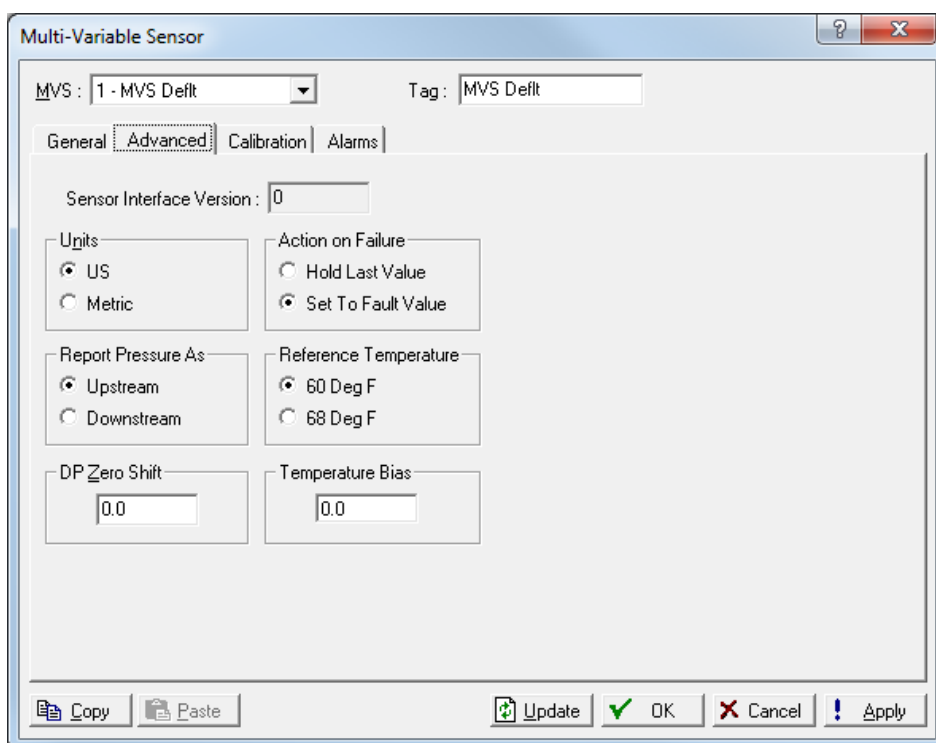 Multi-Variable Sensor
MVS : 1 - MVS Deflt Tag : MVS Deflt
General Advanced Calibration Alarms
Sensor Interface Version : 0
Units Action on Failure
US Hold Last Value
Metric Set To Fault Value
Report Pressure As Reference Temperature
Upstream 60 Deg F
Downstream 68 Deg F
DP Zero Shift Temperature Bias
0.0 0.0
Copy Paste Update OK Cancel Apply